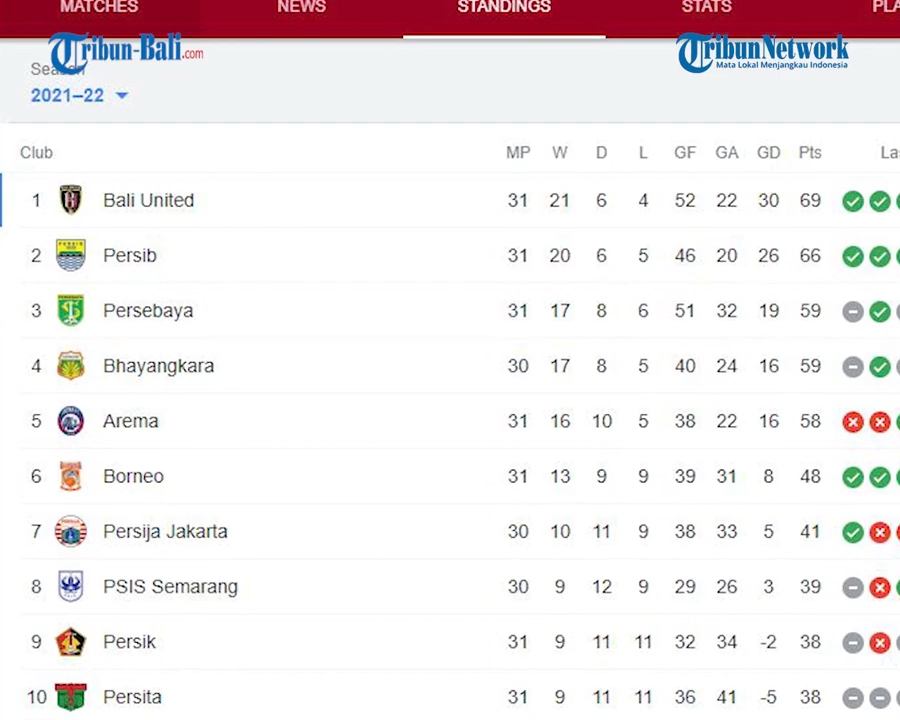 MATCHES NEWS STANDINGS STATS PLA
Tribun-Bali.com
TribunNetwork
Mata Lokal Menjangkau Indonesia
Season
2021–22
Club MP W D L GF GA GD Pts Las
1 Bali United 31 21 6 4 52 22 30 69
2 Persib 31 20 6 5 46 20 26 66
3 Persebaya 31 17 8 6 51 32 19 59
4 Bhayangkara 30 17 8 5 40 24 16 59
5 Arema 31 16 10 5 38 22 16 58
6 Borneo 31 13 9 9 39 31 8 48
7 Persija Jakarta 30 10 11 9 38 33 5 41
8 PSIS Semarang 30 9 12 9 29 26 3 39
9 Persik 31 9 11 11 32 34 -2 38
10 Persita 31 9 11 11 36 41 -5 38